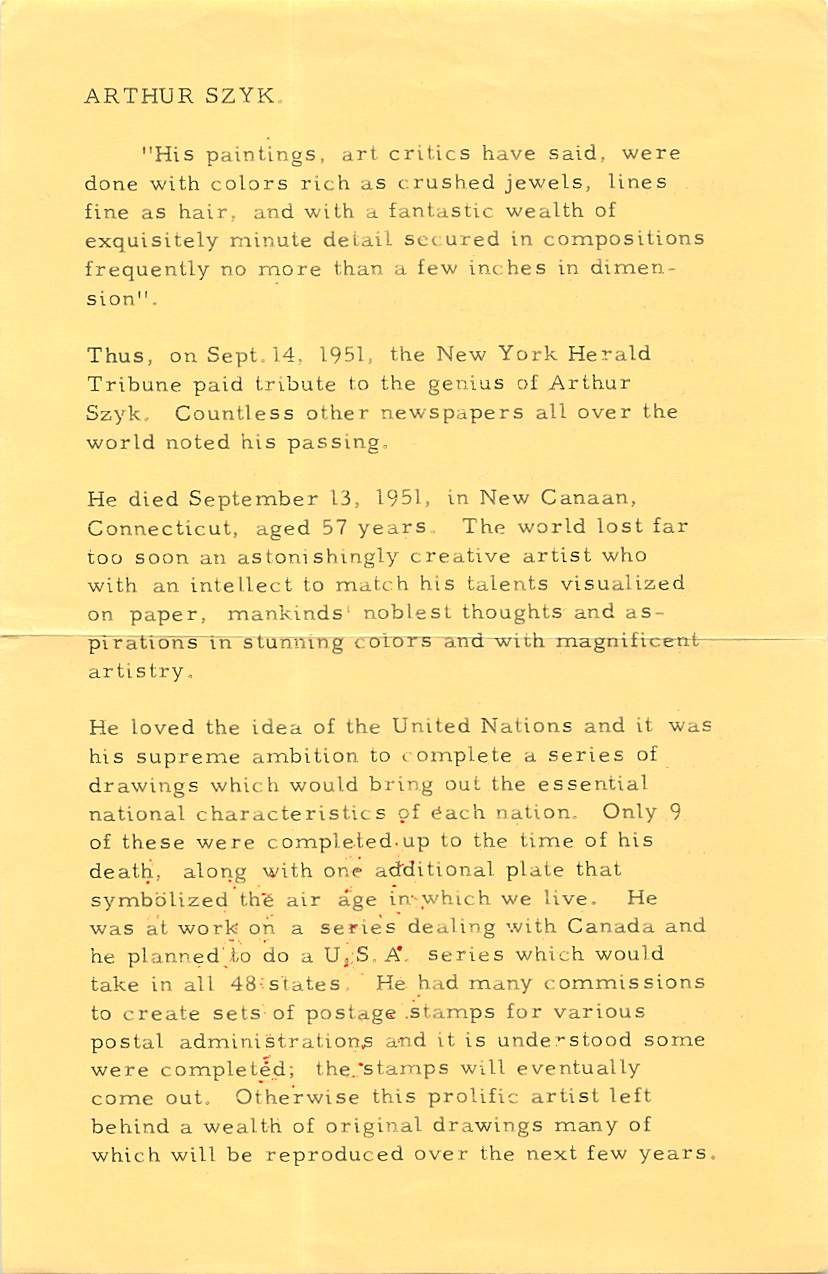 ARTHUR SZYK.
"His paintings, art critics have said, were
done with colors rich as crushed jewels, lines
fine as hair, and with a fantastic wealth of
exquisitely minute detail secured in compositions
frequently no more than a few inches in dimen-
sion".
Thus, on Sept. 14, 1951, the New York Herald
Tribune paid tribute to the genius of Arthur
Szyk. Countless other newspapers all over the
world noted his passing.
He died September 13, 1951, in New Canaan,
Connecticut, aged 57 years. The world lost far
too soon an astonishingly creative artist who
with an intellect to match his talents visualized
on paper, mankinds' noblest thoughts and as-
pirations in stunning colors and with magnificent
artistry.
He loved the idea of the United Nations and it was
his supreme ambition to complete a series of
drawings which would bring out the essential
national characteristics of each nation. Only 9
of these were completed up to the time of his
death, along with one additional plate that
symbolized the air age in which we live. He
was at work on a series dealing with Canada and
he planned to do a U.S.A. series which would
take in all 48 states. He had many commissions
to create sets of postage stamps for various
postal administrations and it is understood some
were completed; the stamps will eventually
come out. Otherwise this prolific artist left
behind a wealth of original drawings many of
which will be reproduced over the next few years.